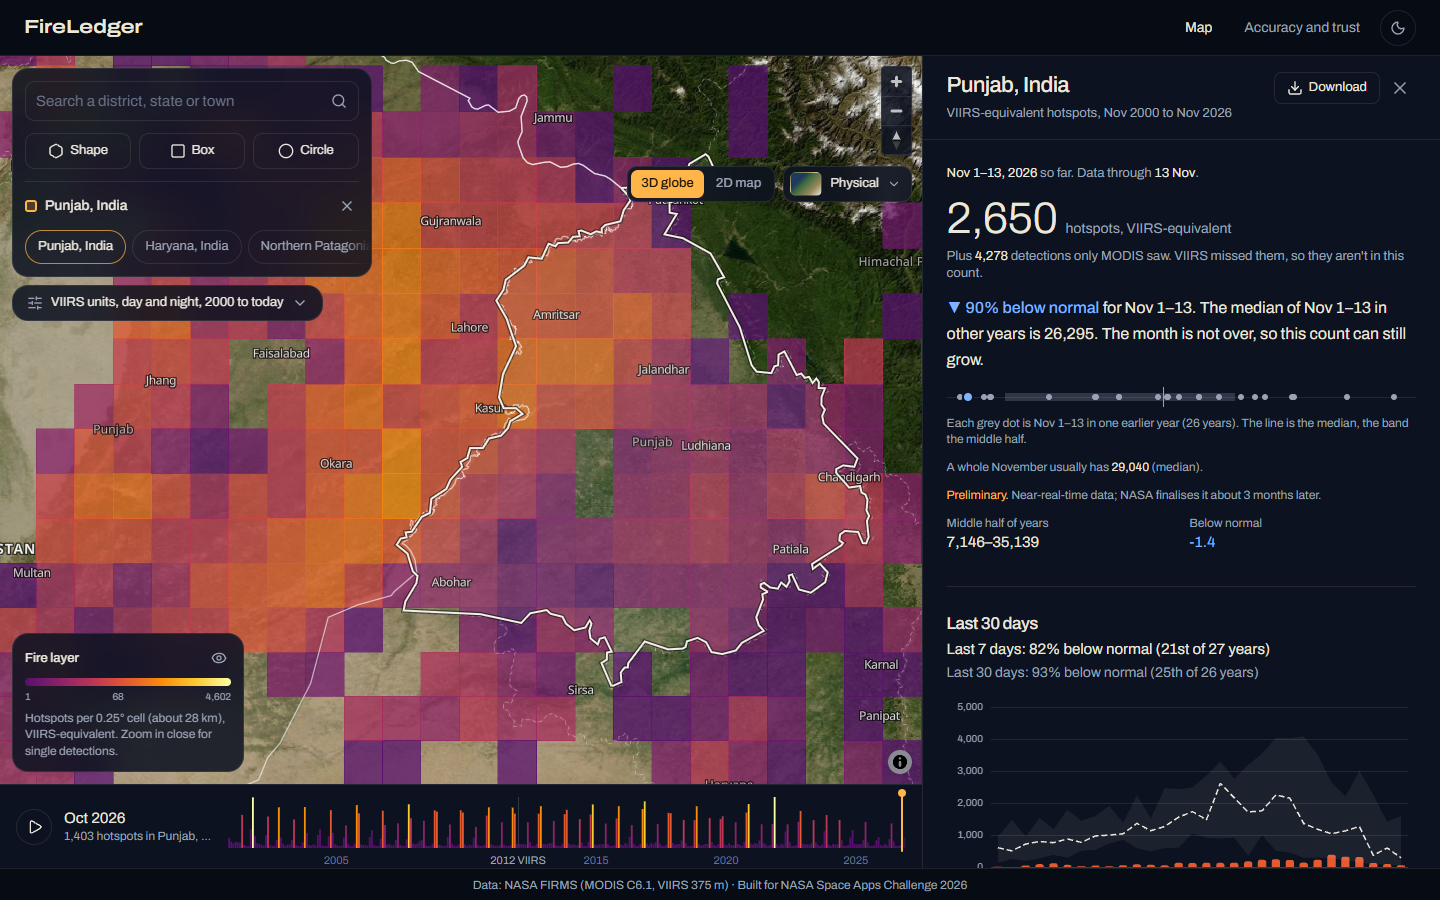 FireLedger
Map
Accuracy and trust
Search a district, state or town
Shape
Box
Circle
Punjab, India
Punjab, India
Haryana, India
Northern Patagoni
VIIRS units, day and night, 2000 to today
3D globe
2D map
Physical
Jammu
Gujranwala
Himachal P
Amritsar
Lahore
Faisalabad
Jalandhar
Jhang
Kasur
Punjab
Punjab
Ludhiana
Okara
Chandigarh
STAN
Patiala
Multan
Abohar
Karnal
Sirsa
Panipat
Fire layer
1
68
4,602
Hotspots per 0.25° cell (about 28 km),
VIIRS-equivalent. Zoom in close for
single detections.
Oct 2026
1,403 hotspots in Punjab, ...
2005
2012 VIIRS
2015
2020
2025
Punjab, India
Download
VIIRS-equivalent hotspots, Nov 2000 to Nov 2026
Nov 1–13, 2026 so far. Data through 13 Nov.
2,650 hotspots, VIIRS-equivalent
Plus 4,278 detections only MODIS saw. VIIRS missed them, so they aren't in this
count.
▼ 90% below normal for Nov 1–13. The median of Nov 1–13 in
other years is 26,295. The month is not over, so this count can still
grow.
Each grey dot is Nov 1–13 in one earlier year (26 years). The line is the median, the band
the middle half.
A whole November usually has 29,040 (median).
Preliminary. Near-real-time data; NASA finalises it about 3 months later.
Middle half of years
7,146–35,139
Below normal
-1.4
Last 30 days
Last 7 days: 82% below normal (21st of 27 years)
Last 30 days: 93% below normal (25th of 26 years)
5,000
4,000
3,000
2,000
1,000
0
Data: NASA FIRMS (MODIS C6.1, VIIRS 375 m) · Built for NASA Space Apps Challenge 2026